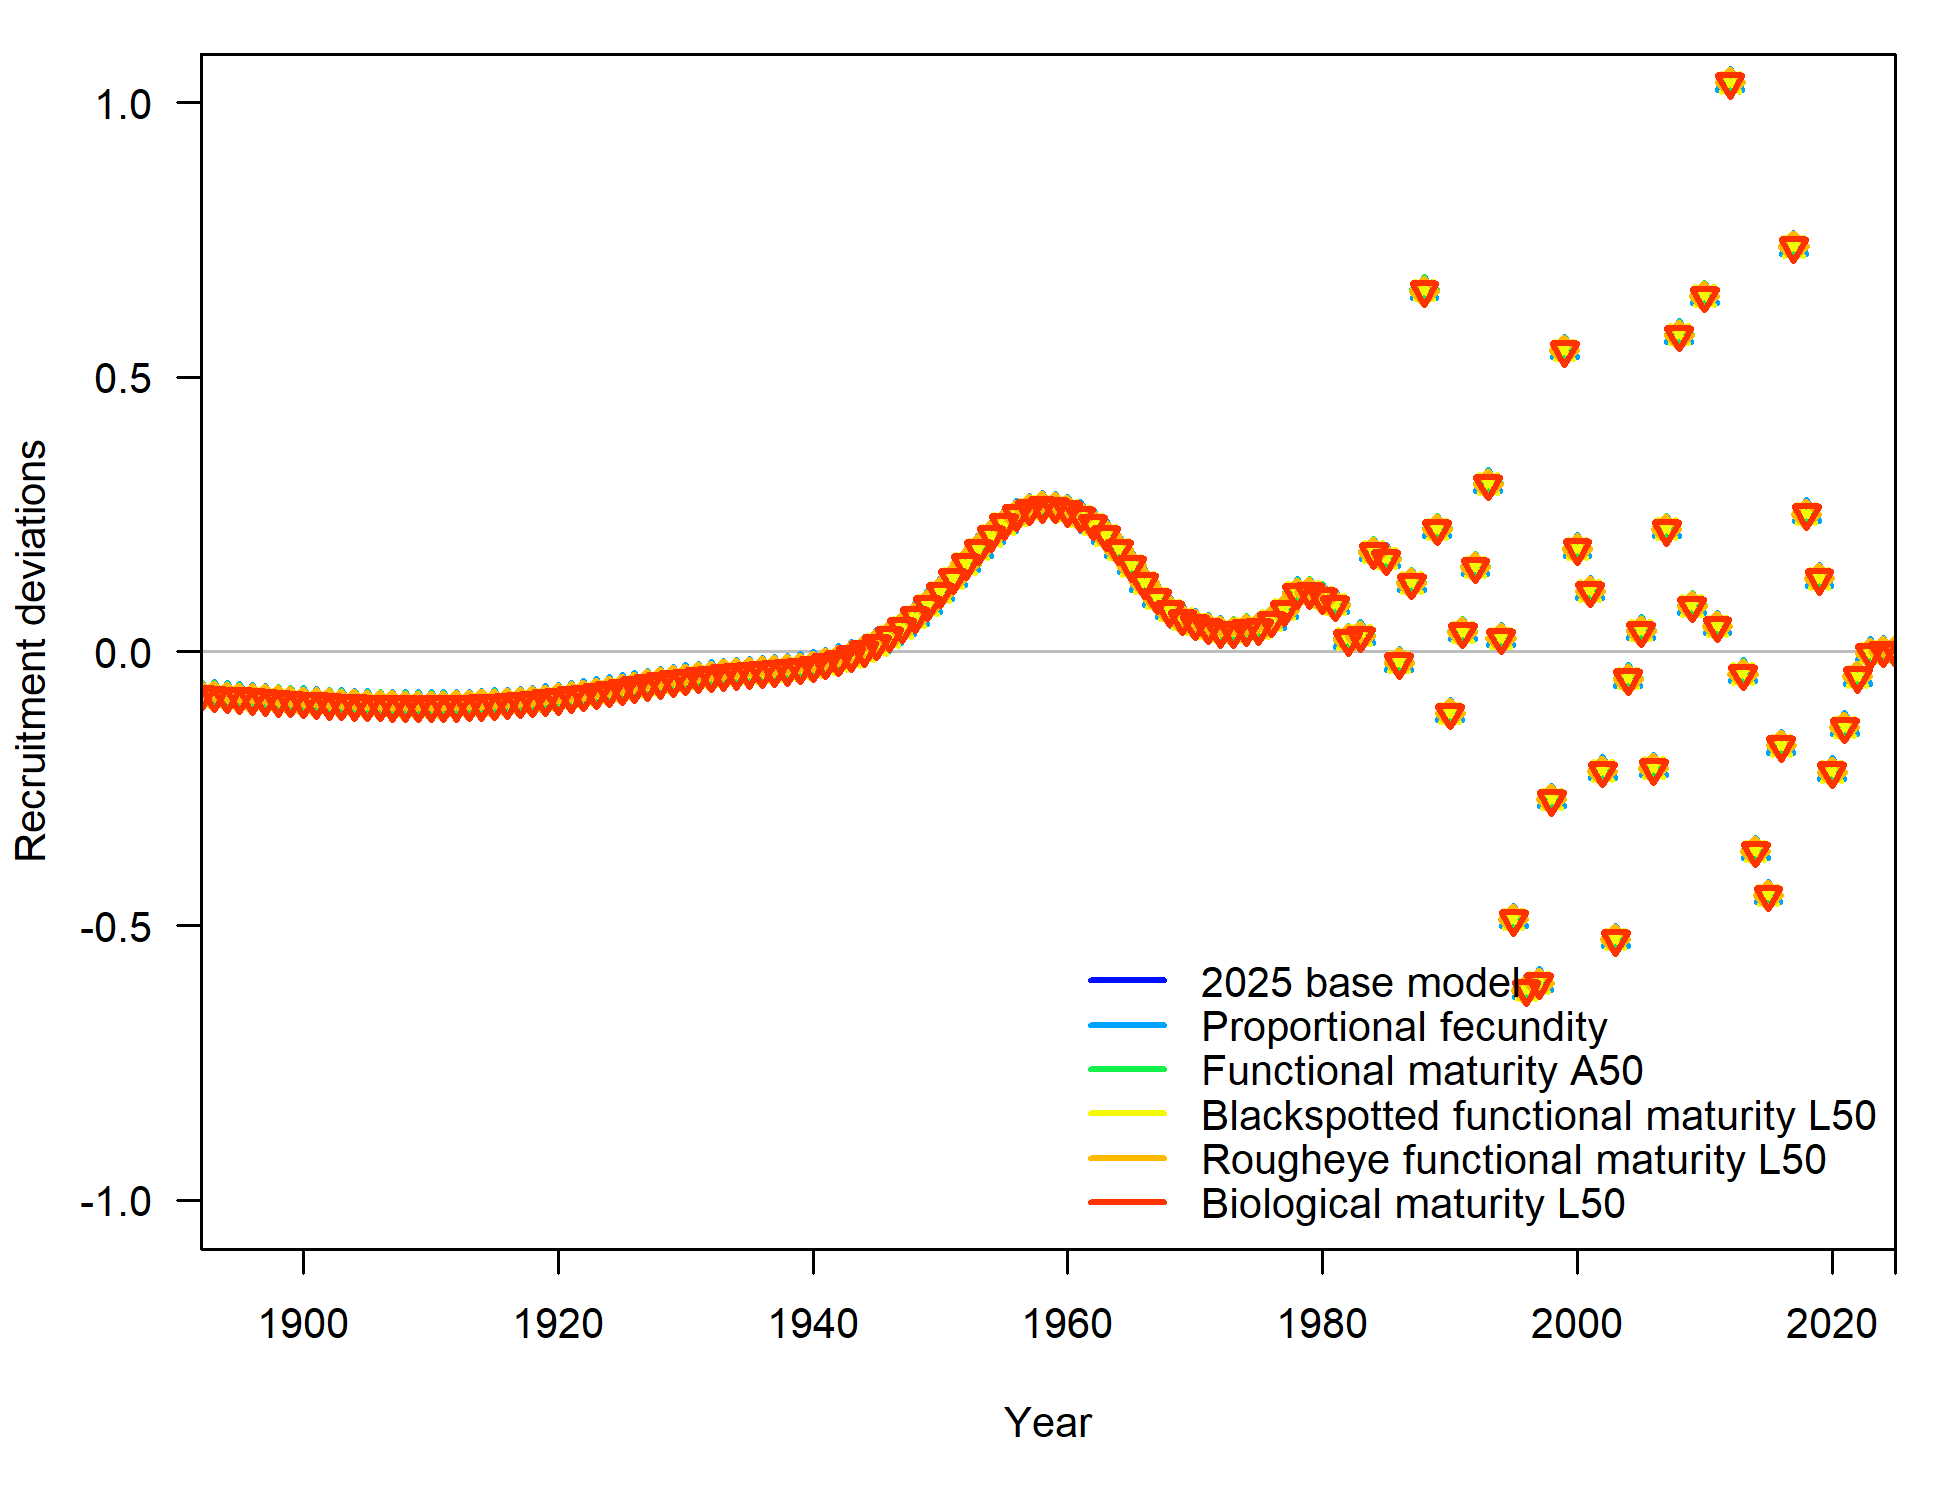 1.0
0.5
0.0
-0.5
-1.0
Recruitment deviations
2025 base model
Proportional fecundity
Functional maturity A50
Blackspotted functional maturity L50
Rougheye functional maturity L50
Biological maturity L50
1900 1920 1940 1960 1980 2000 2020
Year